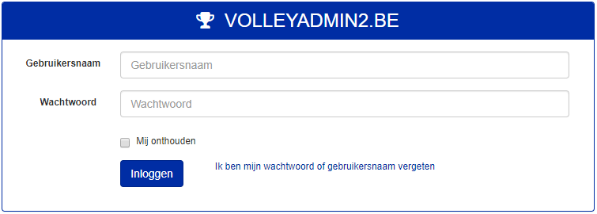 VOLLEYADMIN2.BE
Gebruikersnaam Gebruikersnaam
Wachtwoord Wachtwoord
Mij onthouden
Inloggen Ik ben mijn wachtwoord of gebruikersnaam vergeten